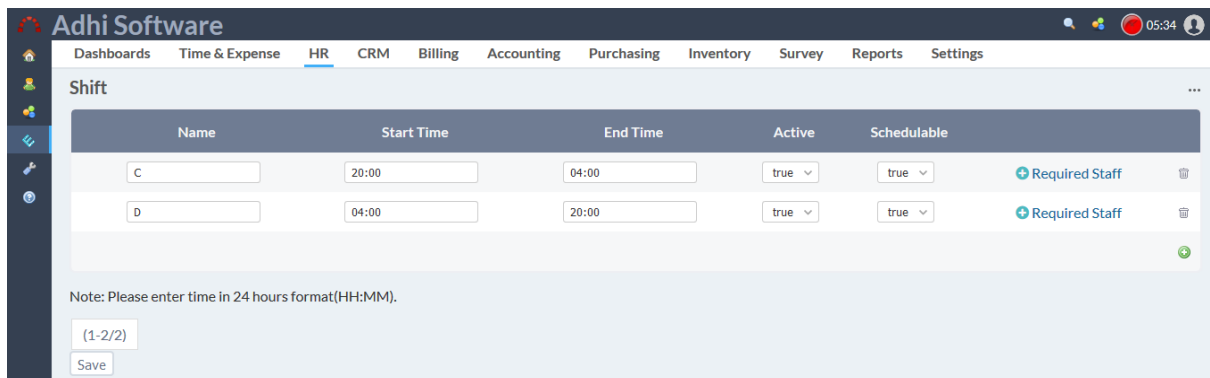 Adhi Software
05:34
Dashboards Time & Expense HR CRM Billing Accounting Purchasing Inventory Survey Reports Settings
Shift
...
Name Start Time End Time Active Schedulable
C 20:00 04:00 true true Required Staff
D 04:00 20:00 true true Required Staff
Note: Please enter time in 24 hours format(HH:MM).
(1-2/2)
Save